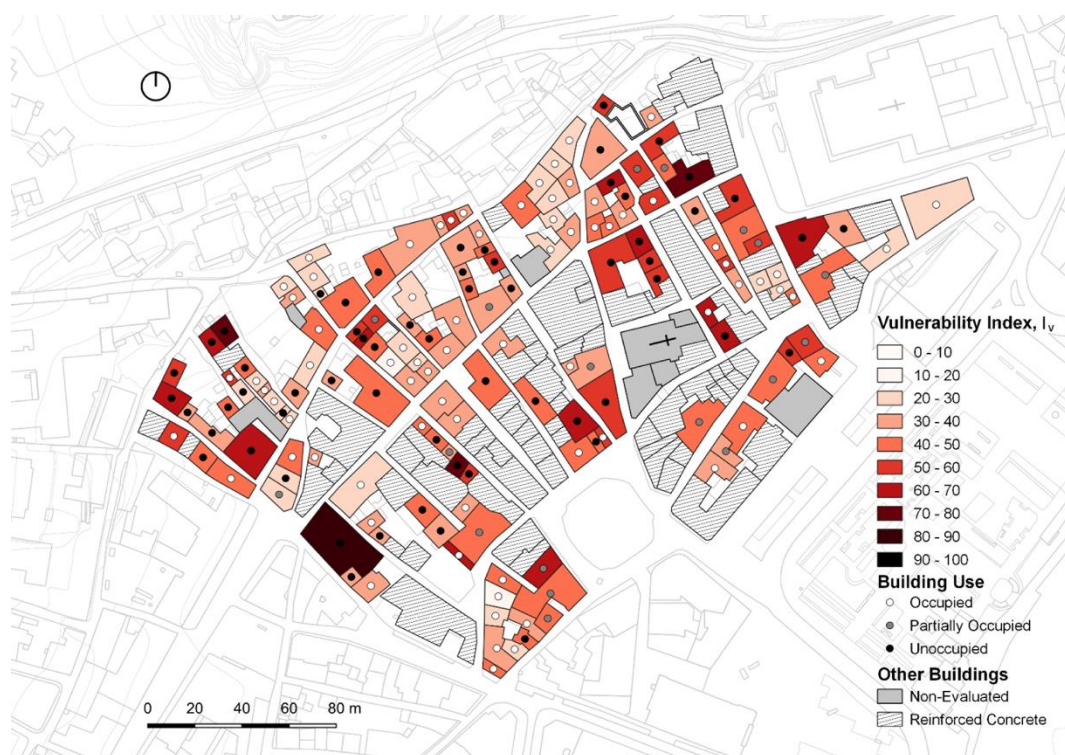 Vulnerability Index, Iv
0 - 10
10 - 20
20 - 30
30 - 40
40 - 50
50 - 60
60 - 70
70 - 80
80 - 90
90 - 100
Building Use
Occupied
Partially Occupied
Unoccupied
Other Buildings
Non-Evaluated
Reinforced Concrete
0 20 40 60 80 m